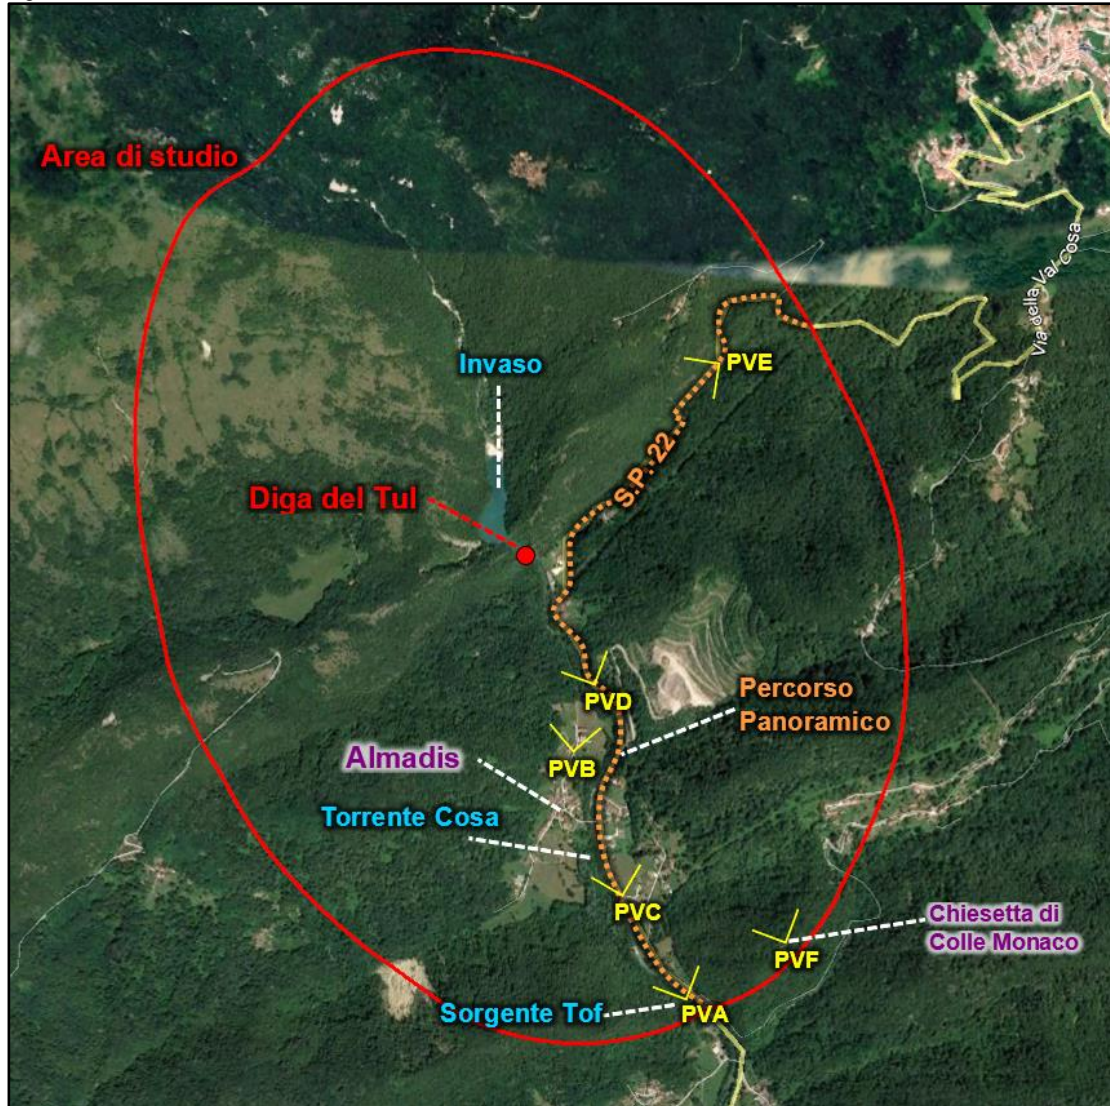 Area di studio
Via della Val Cosa
Invaso
PVE
S.P. 22
Diga del Tul
PVD
Percorso
Panoramico
Almadis
PVB
Torrente Cosa
PVC
Chiesetta di
Colle Monaco
PVF
Sorgente Tof
PVA